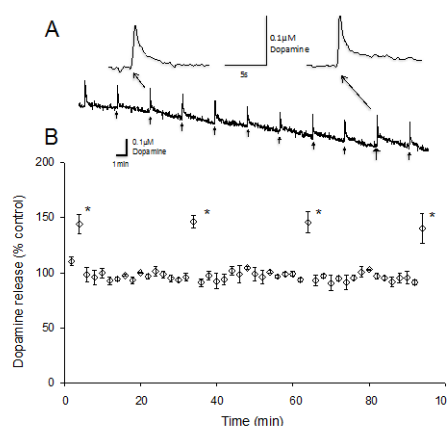 A
0.1µM
Dopamine
5s
0.1µM
Dopamine
1min
B
200
150
100
50
0
Dopamine release (% control)
* * * *
0 20 40 60 80 10
Time (min)